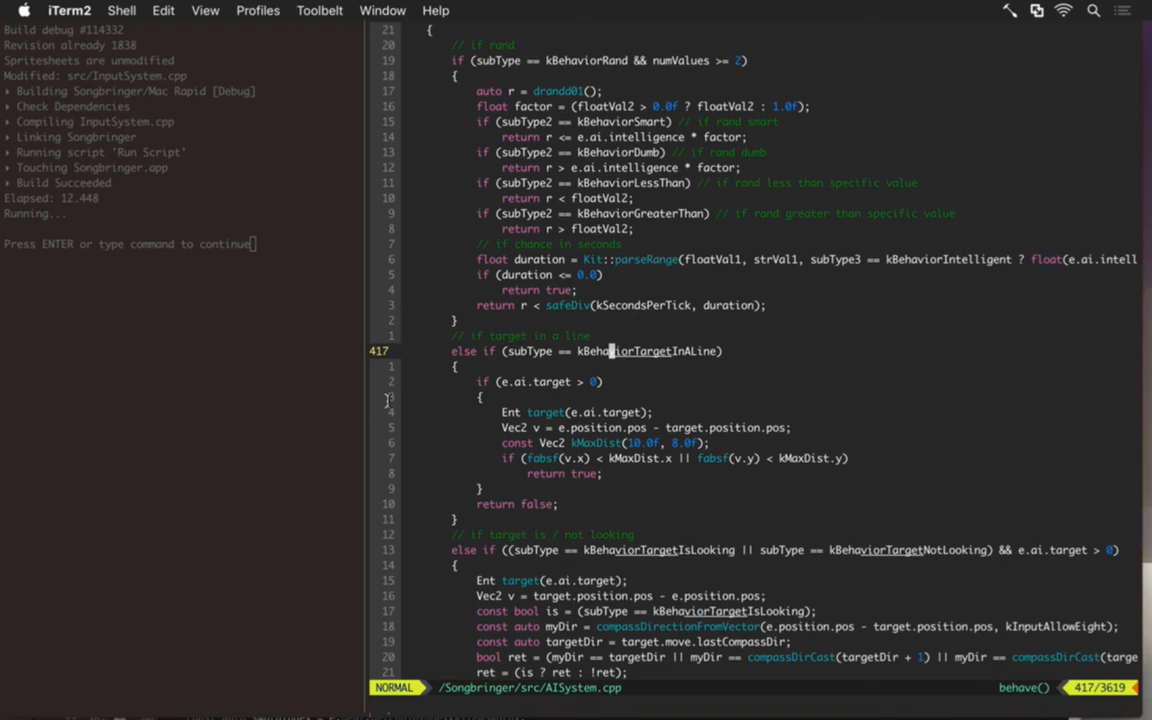 iTerm2 Shell Edit View Profiles Toolbelt Window Help
Build debug #114332
Revision already 1838
Spritesheets are unmodified
Modified: src/InputSystem.cpp
▸ Building Songbringer/Mac Rapid [Debug]
▸ Check Dependencies
▸ Compiling InputSystem.cpp
▸ Linking Songbringer
▸ Running script 'Run Script'
▸ Touching Songbringer.app
▸ Build Succeeded
Elapsed: 12.448
Running...
Press ENTER or type command to continue
21 {
20 // if rand
19 if (subType == kBehaviorRand && numValues >= 2)
18 {
17 auto r = drandd01();
16 float factor = (floatVal2 > 0.0f ? floatVal2 : 1.0f);
15 if (subType2 == kBehaviorSmart) // if rand smart
14 return r <= e.ai.intelligence * factor;
13 if (subType2 == kBehaviorDumb) // if rand dumb
12 return r > e.ai.intelligence * factor;
11 if (subType2 == kBehaviorLessThan) // if rand less than specific value
10 return r < floatVal2;
9 if (subType2 == kBehaviorGreaterThan) // if rand greater than specific value
8 return r > floatVal2;
7 // if chance in seconds
6 float duration = Kit::parseRange(floatVal1, strVal1, subType3 == kBehaviorIntelligent ? float(e.ai.intell
5 if (duration <= 0.0)
4 return true;
3 return r < safeDiv(kSecondsPerTick, duration);
2 }
1 // if target in a line
417 else if (subType == kBehaviorTargetInALine)
1 {
2 if (e.ai.target > 0)
3 {
4 Ent target(e.ai.target);
5 Vec2 v = e.position.pos - target.position.pos;
6 const Vec2 kMaxDist(10.0f, 8.0f);
7 if (fabsf(v.x) < kMaxDist.x || fabsf(v.y) < kMaxDist.y)
8 return true;
9 }
10 return false;
11 }
12 // if target is / not looking
13 else if ((subType == kBehaviorTargetIsLooking || subType == kBehaviorTargetNotLooking) && e.ai.target > 0)
14 {
15 Ent target(e.ai.target);
16 Vec2 v = target.position.pos - e.position.pos;
17 const bool is = (subType == kBehaviorTargetIsLooking);
18 const auto myDir = compassDirectionFromVector(e.position.pos - target.position.pos, kInputAllowEight);
19 const auto targetDir = target.move.lastCompassDir;
20 bool ret = (myDir == targetDir || myDir == compassDirCast(targetDir + 1) || myDir == compassDirCast(targe
21 ret = (is ? ret : !ret);
NORMAL /Songbringer/src/AISystem.cpp behave() 417/3619